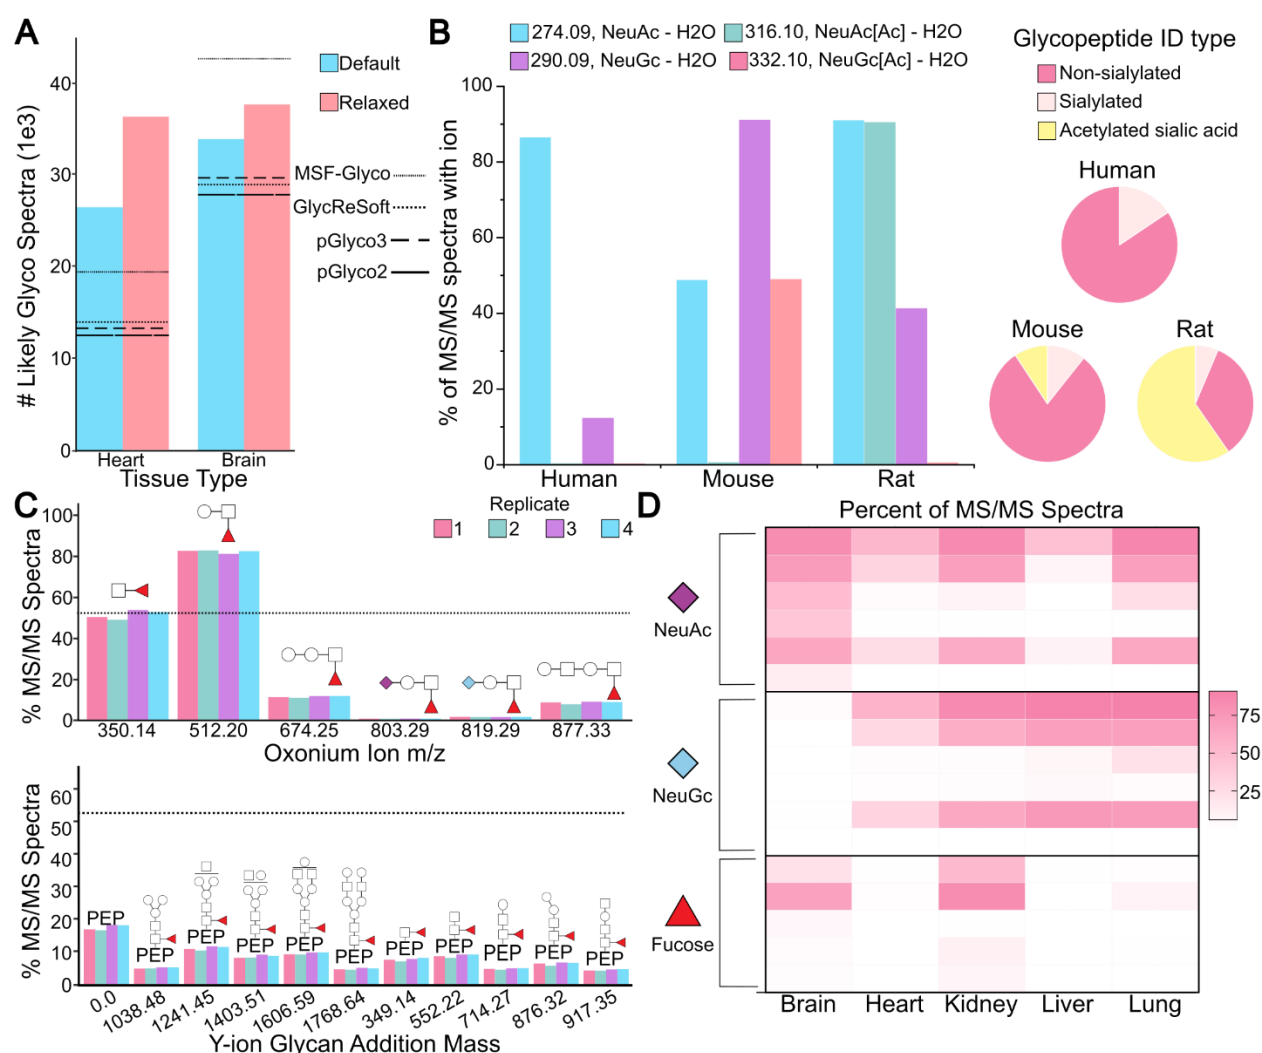 A
# Likely Glyco Spectra (1e3)
40
30
20
10
0
Default
Relaxed
MSF-Glyco
GlycReSoft
pGlyco3
pGlyco2
Heart
Brain
Tissue Type
B
274.09, NeuAc - H2O
316.10, NeuAc[Ac] - H2O
290.09, NeuGc - H2O
332.10, NeuGc[Ac] - H2O
% of MS/MS spectra with ion
100
80
60
40
20
0
Human
Mouse
Rat
Glycopeptide ID type
Non-sialylated
Sialylated
Acetylated sialic acid
Human
Mouse
Rat
C
Replicate
1
2
3
4
% MS/MS Spectra
100
80
60
40
20
0
350.14
512.20
674.25
803.29
819.29
877.33
Oxonium Ion m/z
% MS/MS Spectra
60
50
40
30
20
10
0
PEP
PEP
PEP
PEP
PEP
PEP
PEP
PEP
PEP
PEP
PEP
0.0
1038.48
1241.45
1403.51
1606.59
1768.64
349.14
552.22
714.27
876.32
917.35
Y-ion Glycan Addition Mass
D
Percent of MS/MS Spectra
NeuAc
NeuGc
Fucose
75
50
25
Brain
Heart
Kidney
Liver
Lung